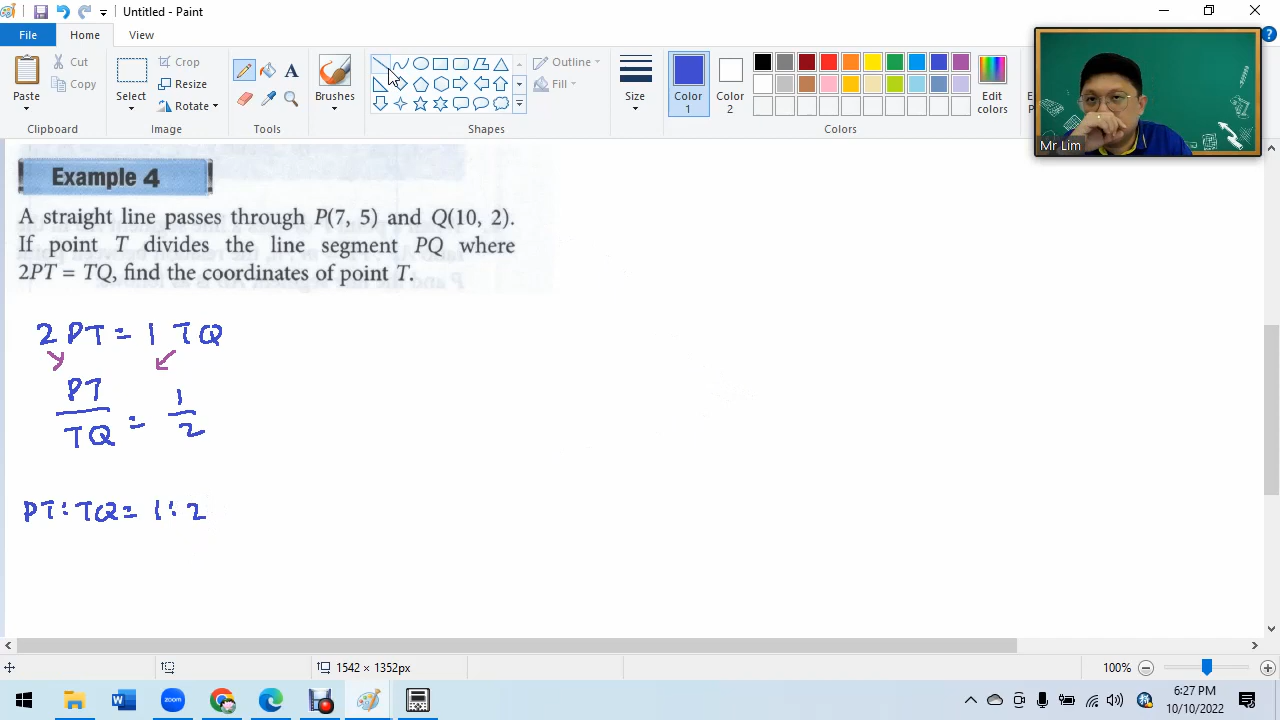 Untitled - Paint
File
Home
View
Paste
Cut
Copy
Clipboard
Select
Crop
Resize
Rotate
Image
A
Tools
Brushes
Shapes
Outline
Fill
Size
Color
1
Color
2
Colors
Edit
colors
Mr Lim
Example 4
A straight line passes through P(7, 5) and Q(10, 2).
If point T divides the line segment PQ where
2PT = TQ, find the coordinates of point T.
2 PT = 1 TQ
PT
TQ
=
1
2
PT : TQ = 1 : 2
1542 × 1352px
100%
6:27 PM
10/10/2022
zoom